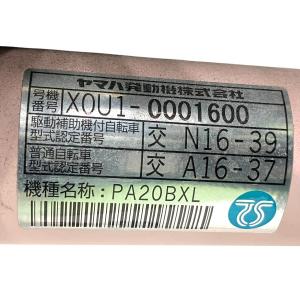 ヤマハ発動機株式会社
号機番号 X0U1-0001600
駆動補助機付自転車型式認定番号 交 N16-39
普通自転車型式認定番号 交 A16-37
機種名称:PA20BXL